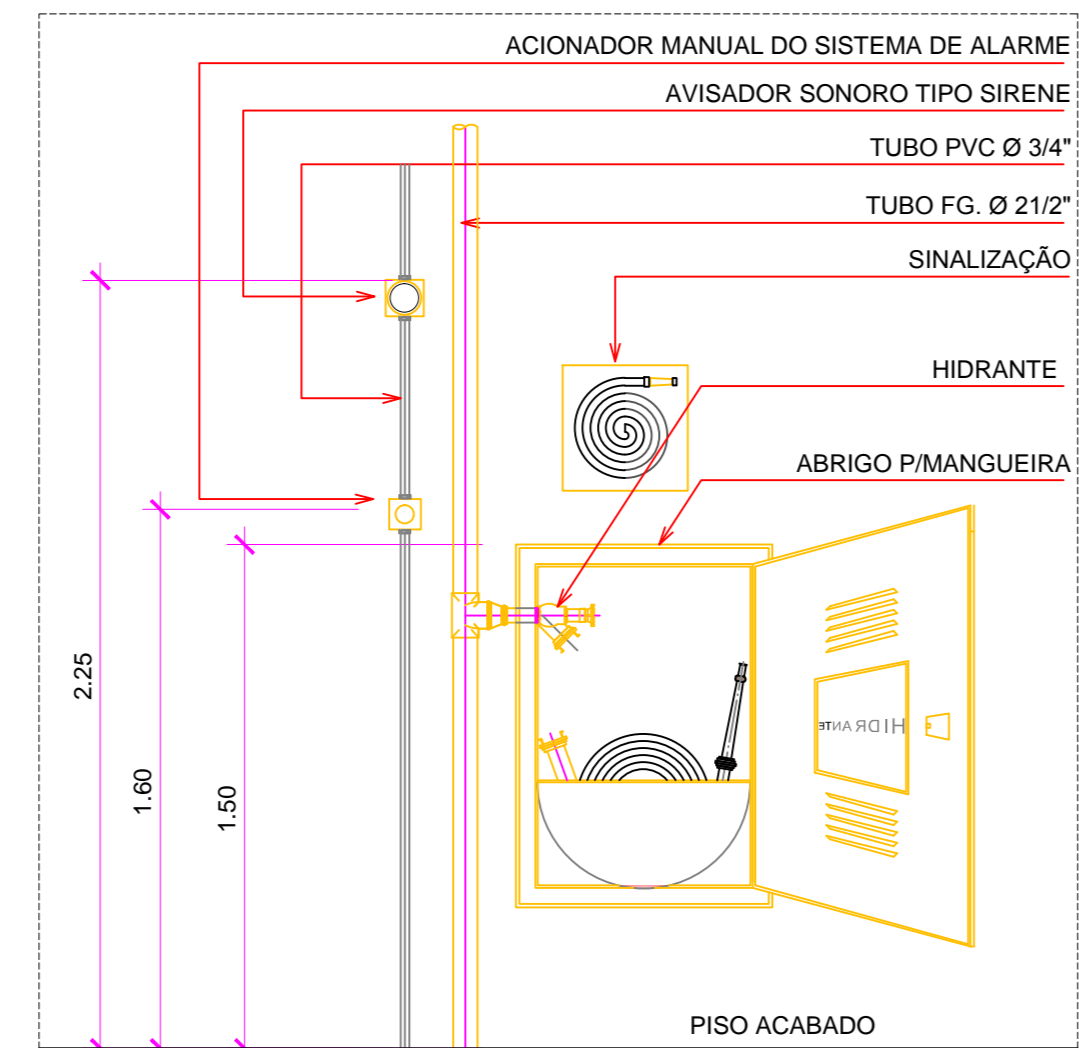 ACIONADOR MANUAL DO SISTEMA DE ALARME
AVISADOR SONORO TIPO SIRENE
TUBO PVC Ø 3/4"
TUBO FG. Ø 21/2"
SINALIZAÇÃO
HIDRANTE
ABRIGO P/MANGUEIRA
2.25
1.60
1.50
HIDRANTE
PISO ACABADO